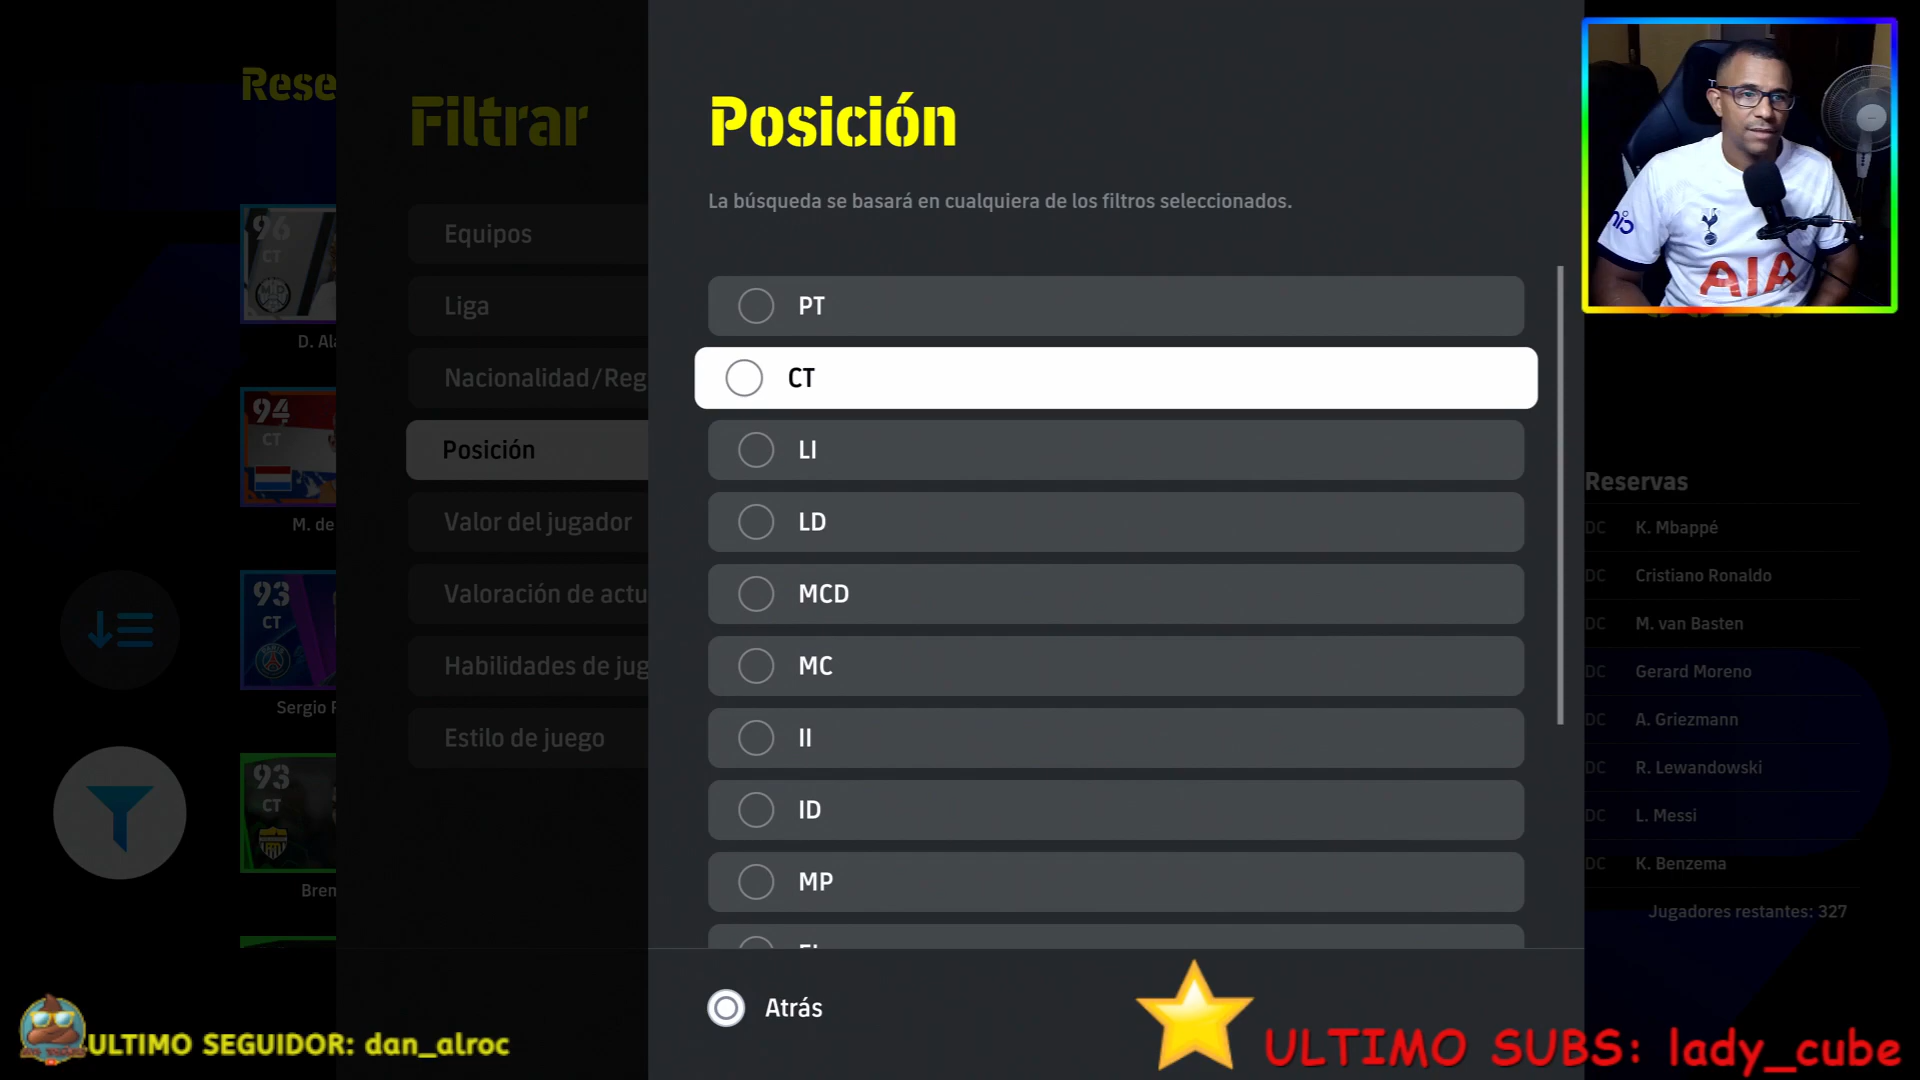 Rese
Filtrar
Posición
La búsqueda se basará en cualquiera de los filtros seleccionados.
96
CT
D. Ala
94
CT
M. de
93
CT
Sergio
93
CT
Bren
Equipos
Liga
Nacionalidad/Reg
Posición
Valor del jugador
Valoración de actu
Habilidades de jug
Estilo de juego
PT
CT
LI
LD
MCD
MC
II
ID
MP
Atrás
AIA
Reservas
DC K. Mbappé
DC Cristiano Ronaldo
DC M. van Basten
DC Gerard Moreno
DC A. Griezmann
DC R. Lewandowski
DC L. Messi
DC K. Benzema
Jugadores restantes: 327
ULTIMO SEGUIDOR: dan_alroc
ULTIMO SUBS: lady_cube